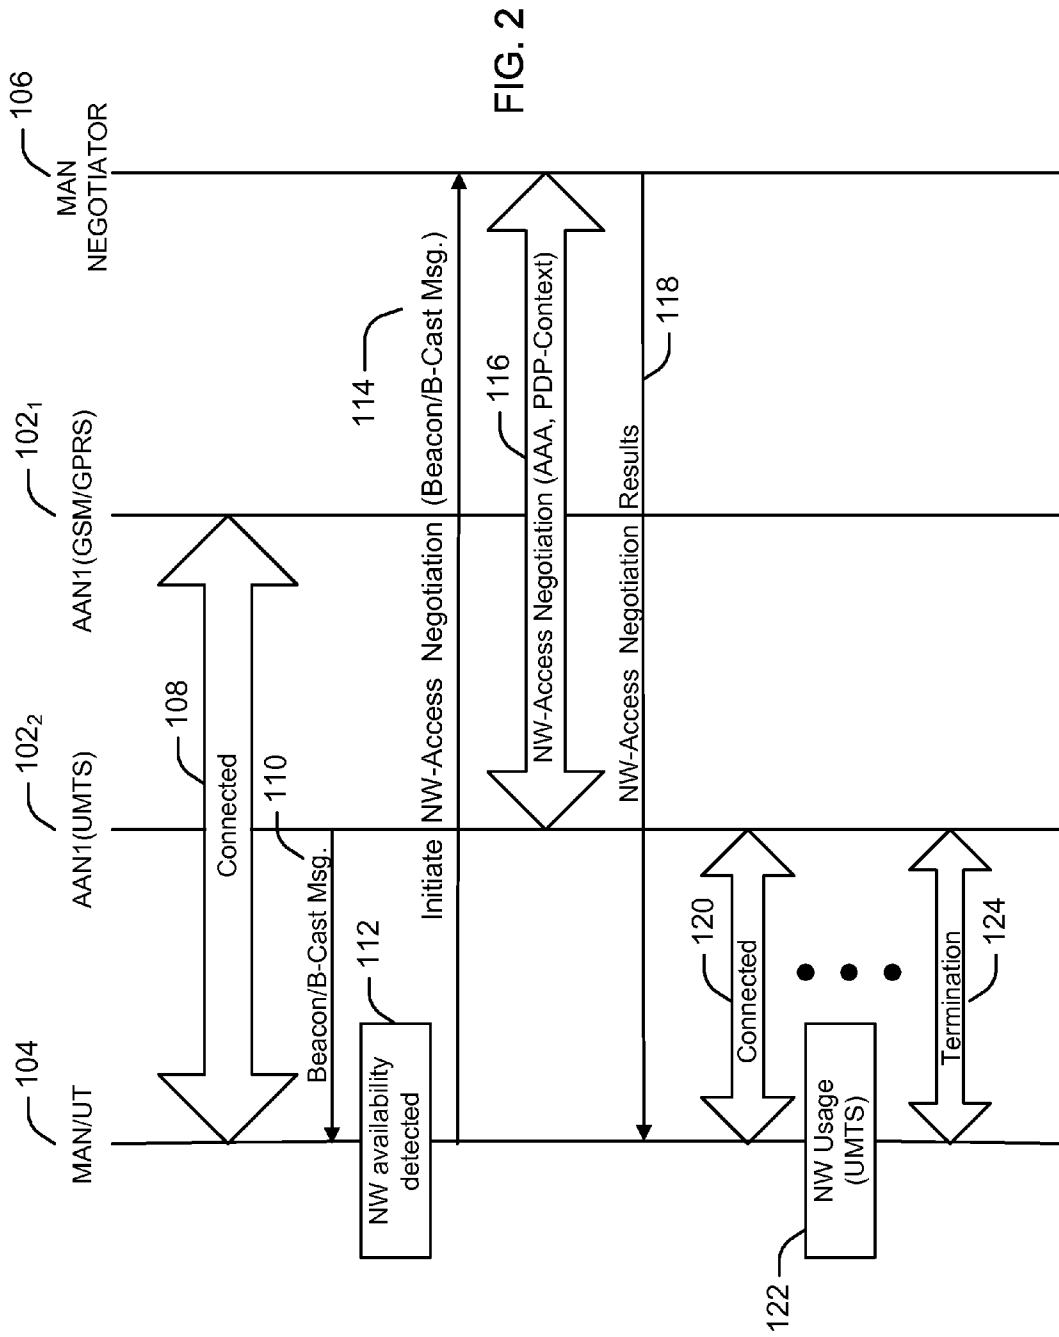 104
MAN/UT
102₂
AAN1(UMTS)
102₁
AAN1(GSM/GPRS)
106
MAN
NEGOTIATOR
108
Connected
110
Beacon/B-Cast Msg.
112
NW availability
detected
114
Initiate NW-Access Negotiation (Beacon/B-Cast Msg.)
116
NW-Access Negotiation (AAA, PDP-Context)
118
NW-Access Negotiation Results
120
Connected
122
NW Usage
(UMTS)
124
Termination
FIG. 2